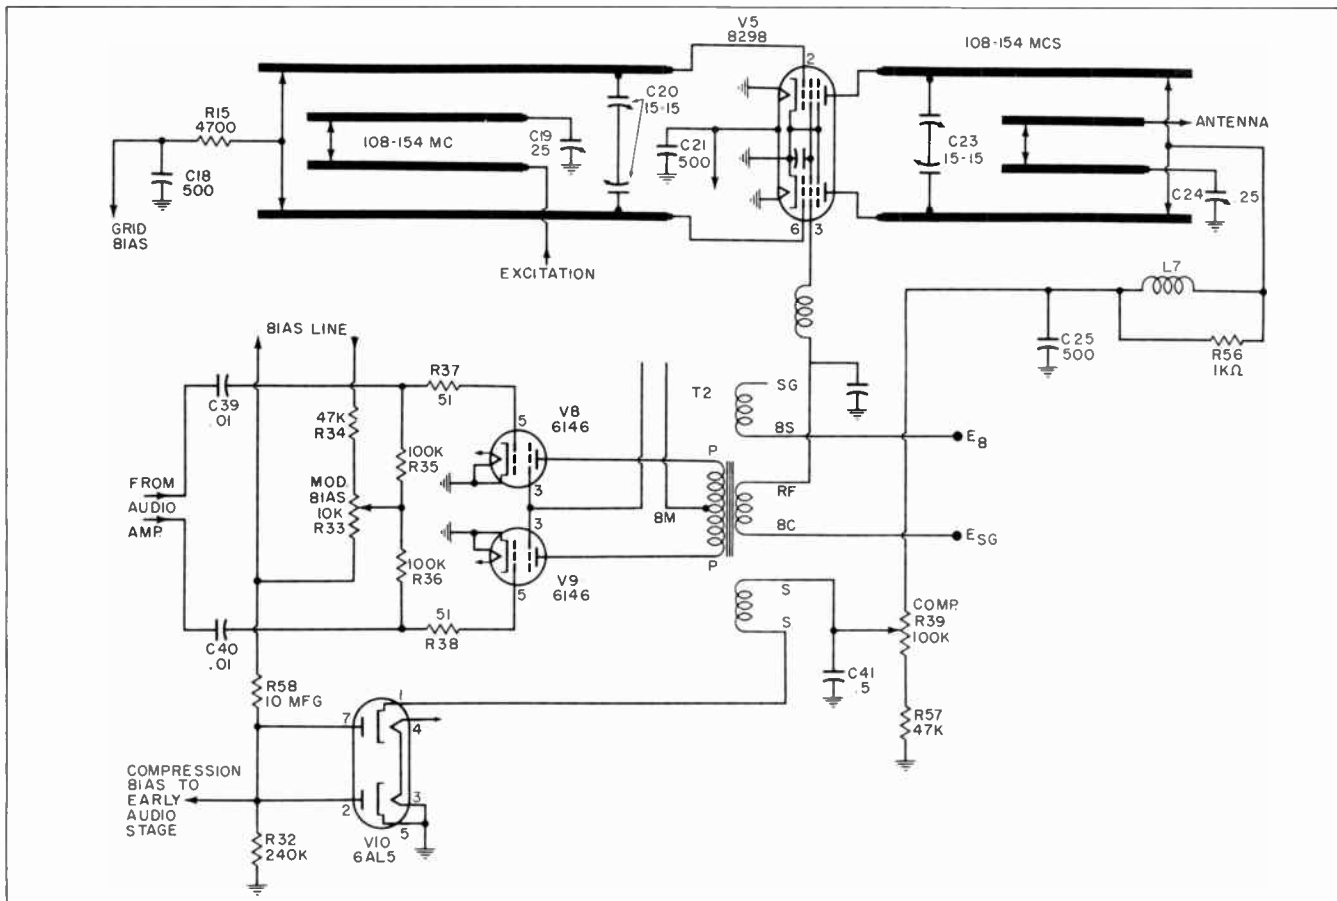 V5
8298
2
108-154 MCS
R15
4700
C20
15-15
C19
25
108-154 MC
C21
500
C23
15-15
ANTENNA
C18
500
C24
.25
GRID
BIAS
6
3
EXCITATION
L7
BIAS LINE
C25
500
R56
1KΩ
R37
51
T2
SG
C39
.01
47K
R34
5
V8
6146
8S
E8
P
100K
R35
FROM
AUDIO
AMP.
MOD.
BIAS
10K
R33
3
RF
8M
8C
ESG
3
100K
R36
P
V9
6146
5
S
COMP.
R39
100K
51
R38
S
C40
.01
C41
.5
R58
10 MFG
1
7
4
R57
47K
COMPRESSION
BIAS TO
EARLY
AUDIO
STAGE
2
3
5
R32
240K
V10
6AL5